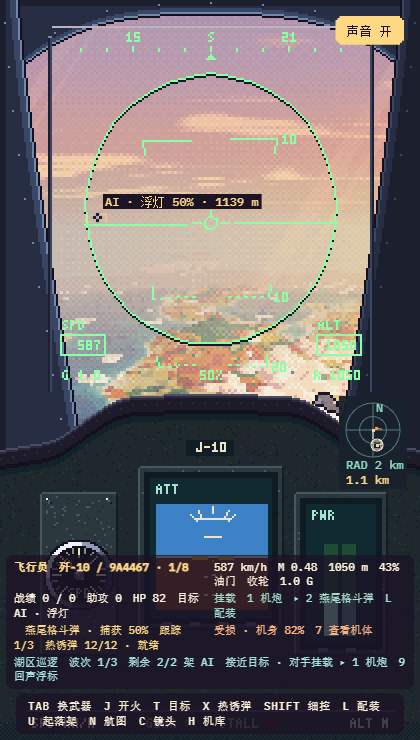 声音 开
15 S 21
10
AI · 浮灯 50% · 1139 m
10
SPD
587
ALT
1050
G 1.0
50%
20
R 1050
N
RAD 2 km
1.1 km
J-10
ATT
PWR
飞行员 歼-10 / 9A4467 · 1/8
587 km/h M 0.48 1050 m 43%
油门 收轮 1.0 G
战绩 0 / 0 助攻 0 HP 82 目标
AI · 浮灯
挂载 1 机炮 ▸ 2 燕尾格斗弹 L
配装
燕尾格斗弹 · 捕获 50% 跟踪
1/3 热诱弹 12/12 · 就绪
受损 · 机身 82% 7 查看机体
湖区巡逻 波次 1/3 剩余 2/2 架 AI 接近目标 · 对手挂载 ▸ 1 机炮 9
回声浮标
TAB 换武器 J 开火 T 目标 X 热诱弹 SHIFT 细控 L 配装
U 起落架 N 航图 C 镜头 H 机库
ALT M